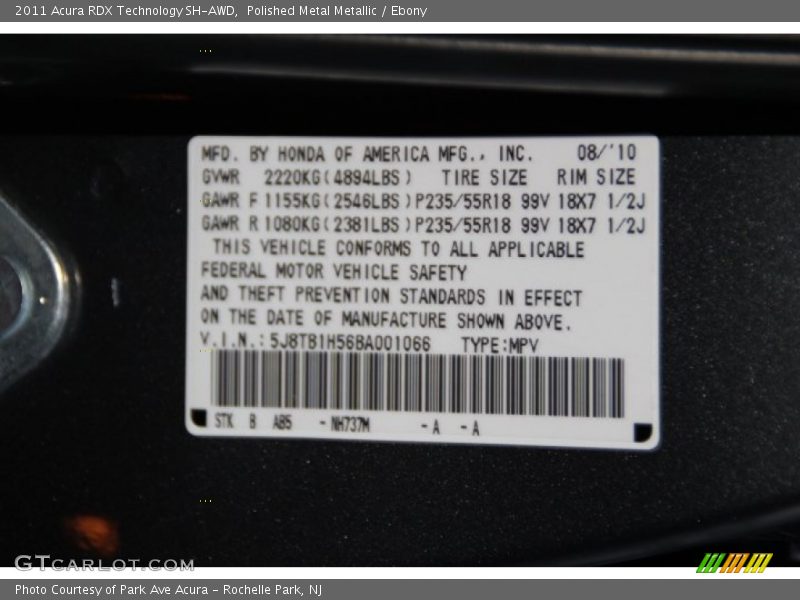 2011 Acura RDX Technology SH-AWD,  Polished Metal Metallic / Ebony
MFD. BY HONDA OF AMERICA MFG., INC. 08/'10
GVWR 2220KG(4894LBS) TIRE SIZE RIM SIZE
GAWR F 1155KG(2546LBS) P235/55R18 99V 18X7 1/2J
GAWR R 1080KG(2381LBS) P235/55R18 99V 18X7 1/2J
THIS VEHICLE CONFORMS TO ALL APPLICABLE
FEDERAL MOTOR VEHICLE SAFETY
AND THEFT PREVENTION STANDARDS IN EFFECT
ON THE DATE OF MANUFACTURE SHOWN ABOVE.
V.I.N.: 5J8TB1H56BA001066 TYPE:MPV
STK B AB5 - NH737M - A - A
GTCARLOT.COM
Photo Courtesy of Park Ave Acura - Rochelle Park, NJ